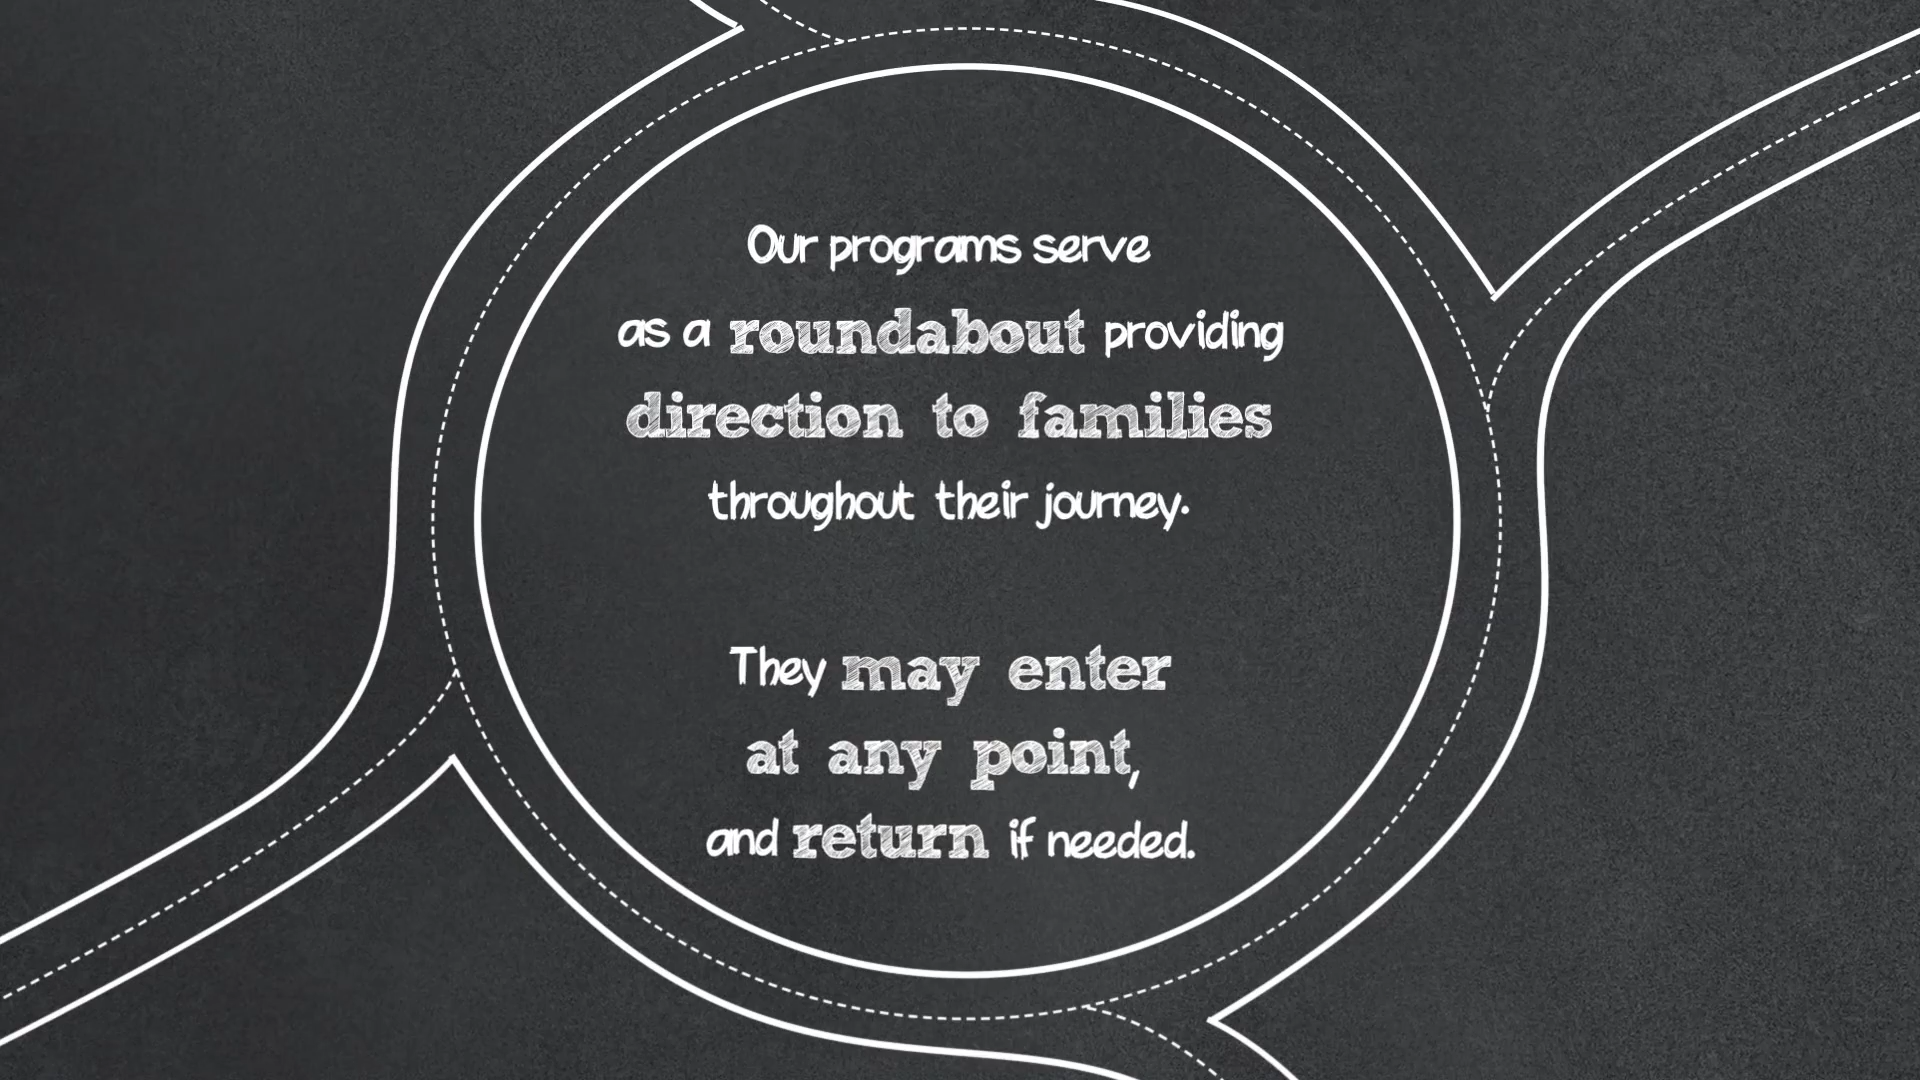 Our programs serve
as a roundabout providing
direction to families
throughout their journey.
They may enter
at any point,
and return if needed.